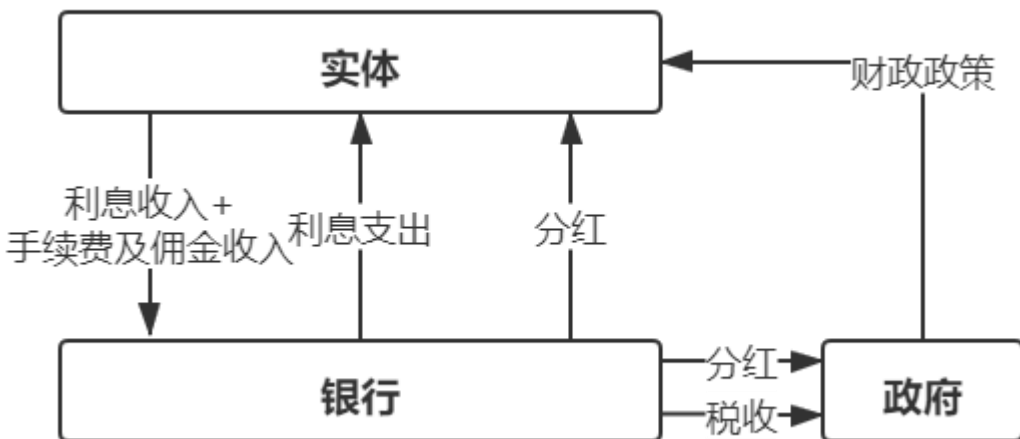 实体
财政政策
利息收入+
手续费及佣金收入
利息支出
分红
银行
分红
税收
政府